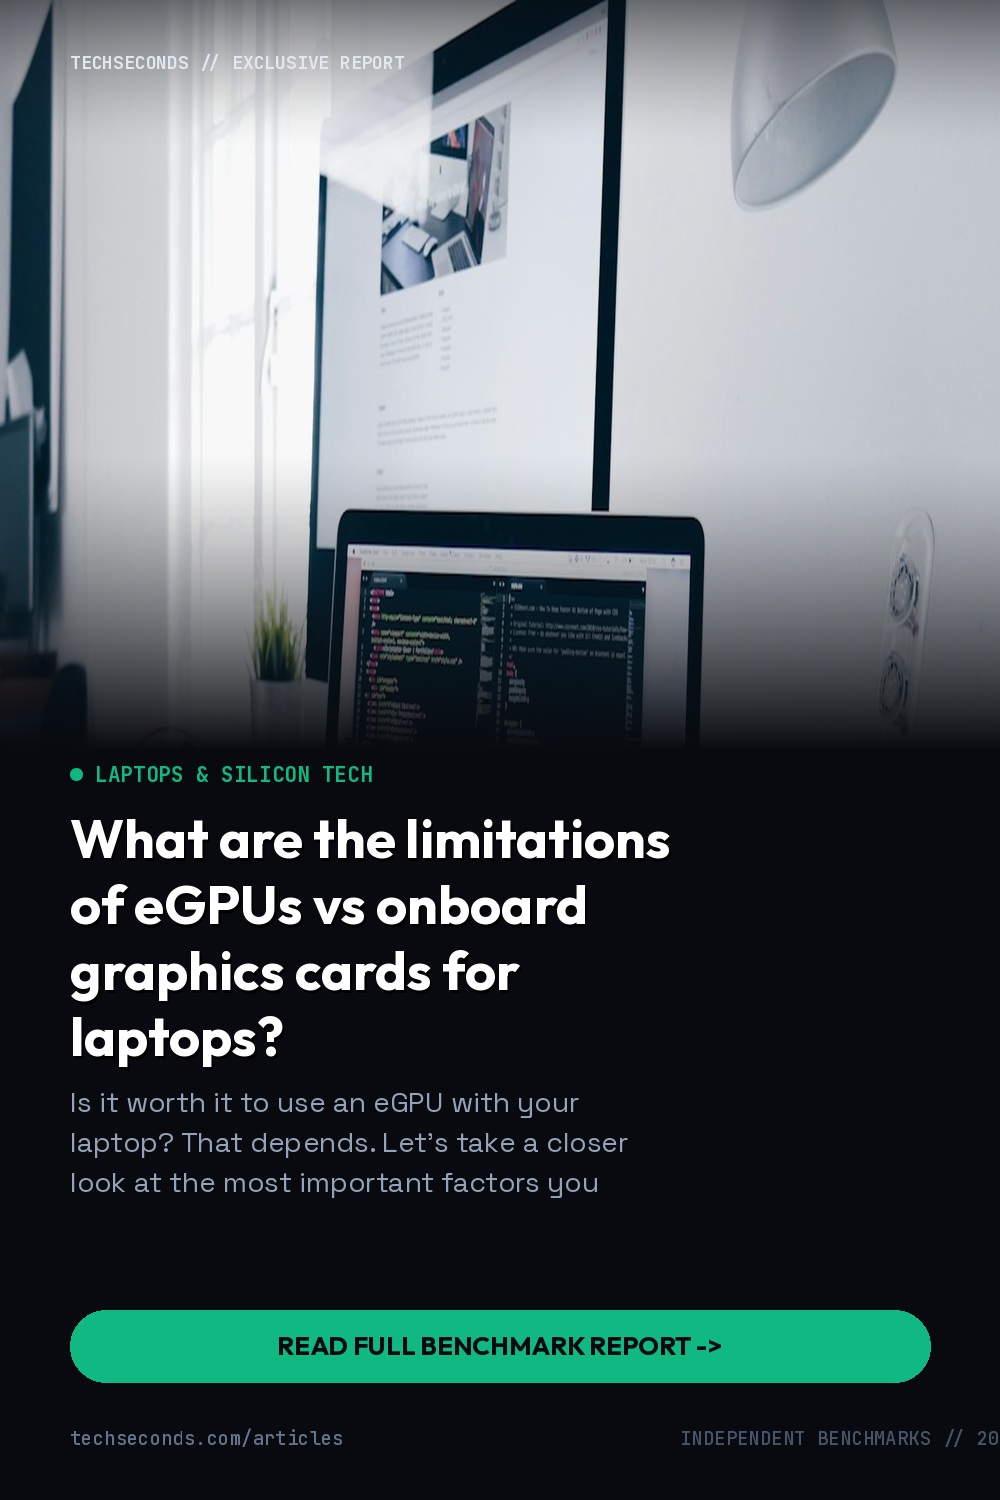 TECHSECONDS // EXCLUSIVE REPORT
LAPTOPS & SILICON TECH
What are the limitations
of eGPUs vs onboard
graphics cards for
laptops?
Is it worth it to use an eGPU with your
laptop? That depends. Let's take a closer
look at the most important factors you
READ FULL BENCHMARK REPORT ->
techseconds.com/articles
INDEPENDENT BENCHMARKS // 20